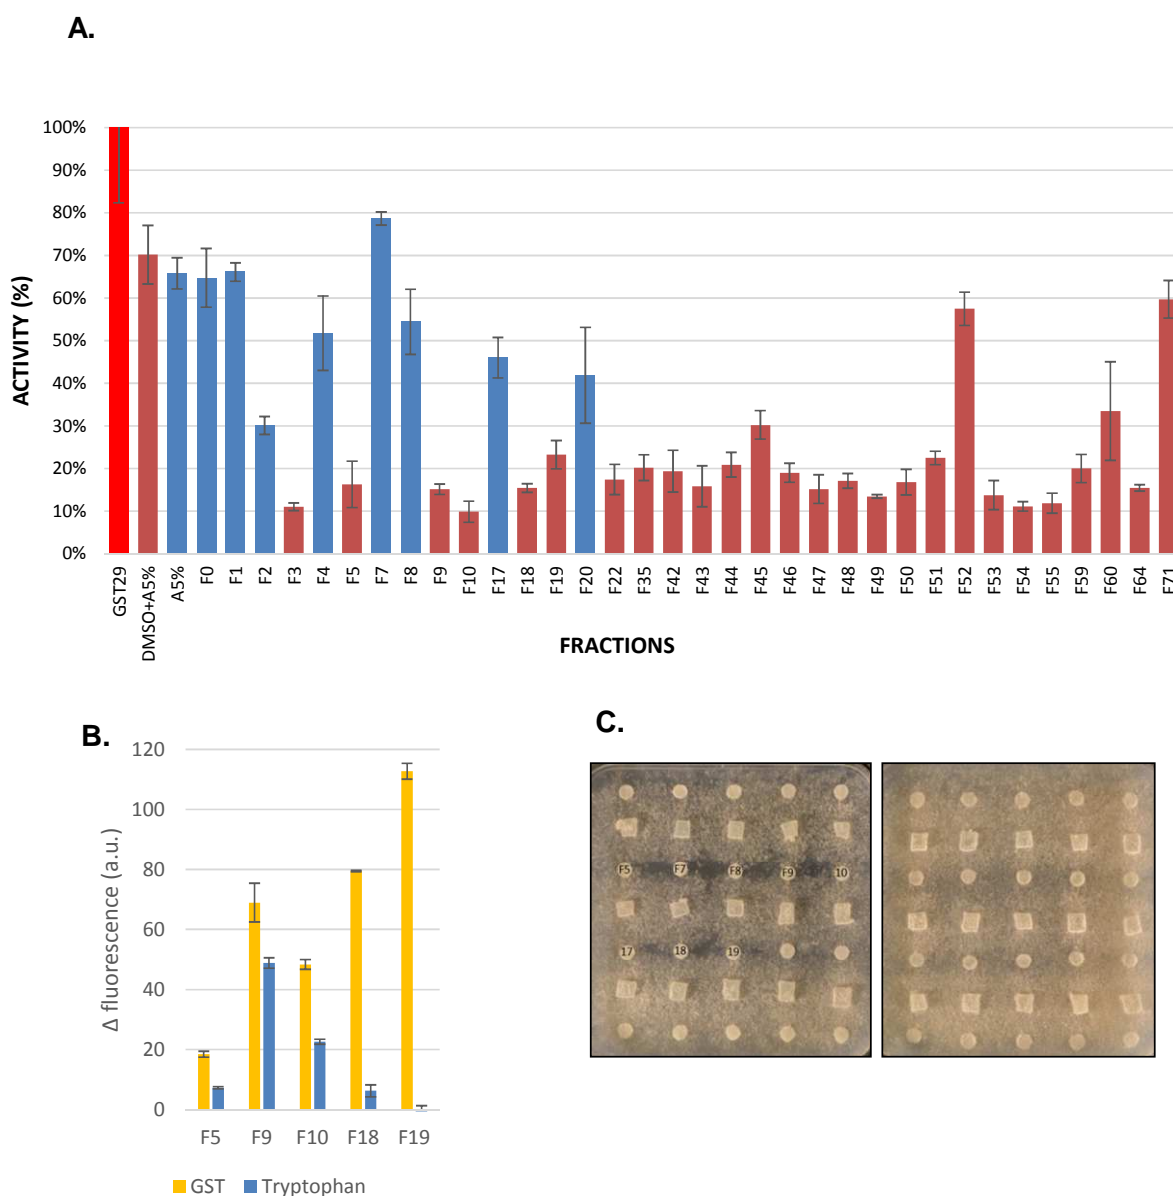 A.
100%
90%
80%
70%
60%
50%
40%
30%
20%
10%
0%
ACTIVITY (%)
GST29
DMSO+A5%
A5%
F0
F1
F2
F3
F4
F5
F7
F8
F9
F10
F17
F18
F19
F20
F22
F35
F42
F43
F44
F45
F46
F47
F48
F49
F50
F51
F52
F53
F54
F55
F59
F60
F64
F71
FRACTIONS
B.
120
100
80
60
40
20
0
Δ fluorescence (a.u.)
F5 F9 F10 F18 F19
GST Tryptophan
C.
F5 F7 F8 F9 10
17 18 19